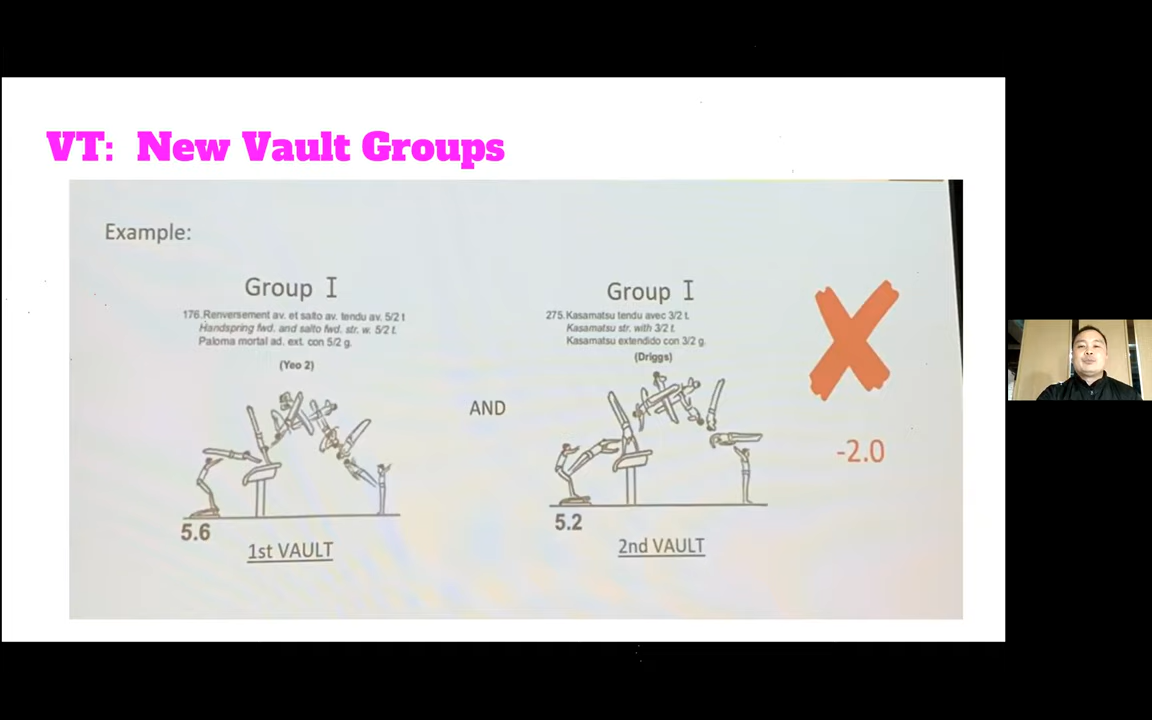 VT: New Vault Groups
Example:
Group I
176.Renversement av. et salto av. tendu av. 5/2 t
Handspring fwd. and salto fwd. str. w. 5/2 t.
Paloma mortal ad. ext. con 5/2 g.
(Yeo 2)
5.6
1st VAULT
AND
Group I
275.Kasamatsu tendu avec 3/2 t.
Kasamatsu str. with 3/2 t.
Kasamatsu extendido con 3/2 g.
(Driggs)
5.2
2nd VAULT
-2.0